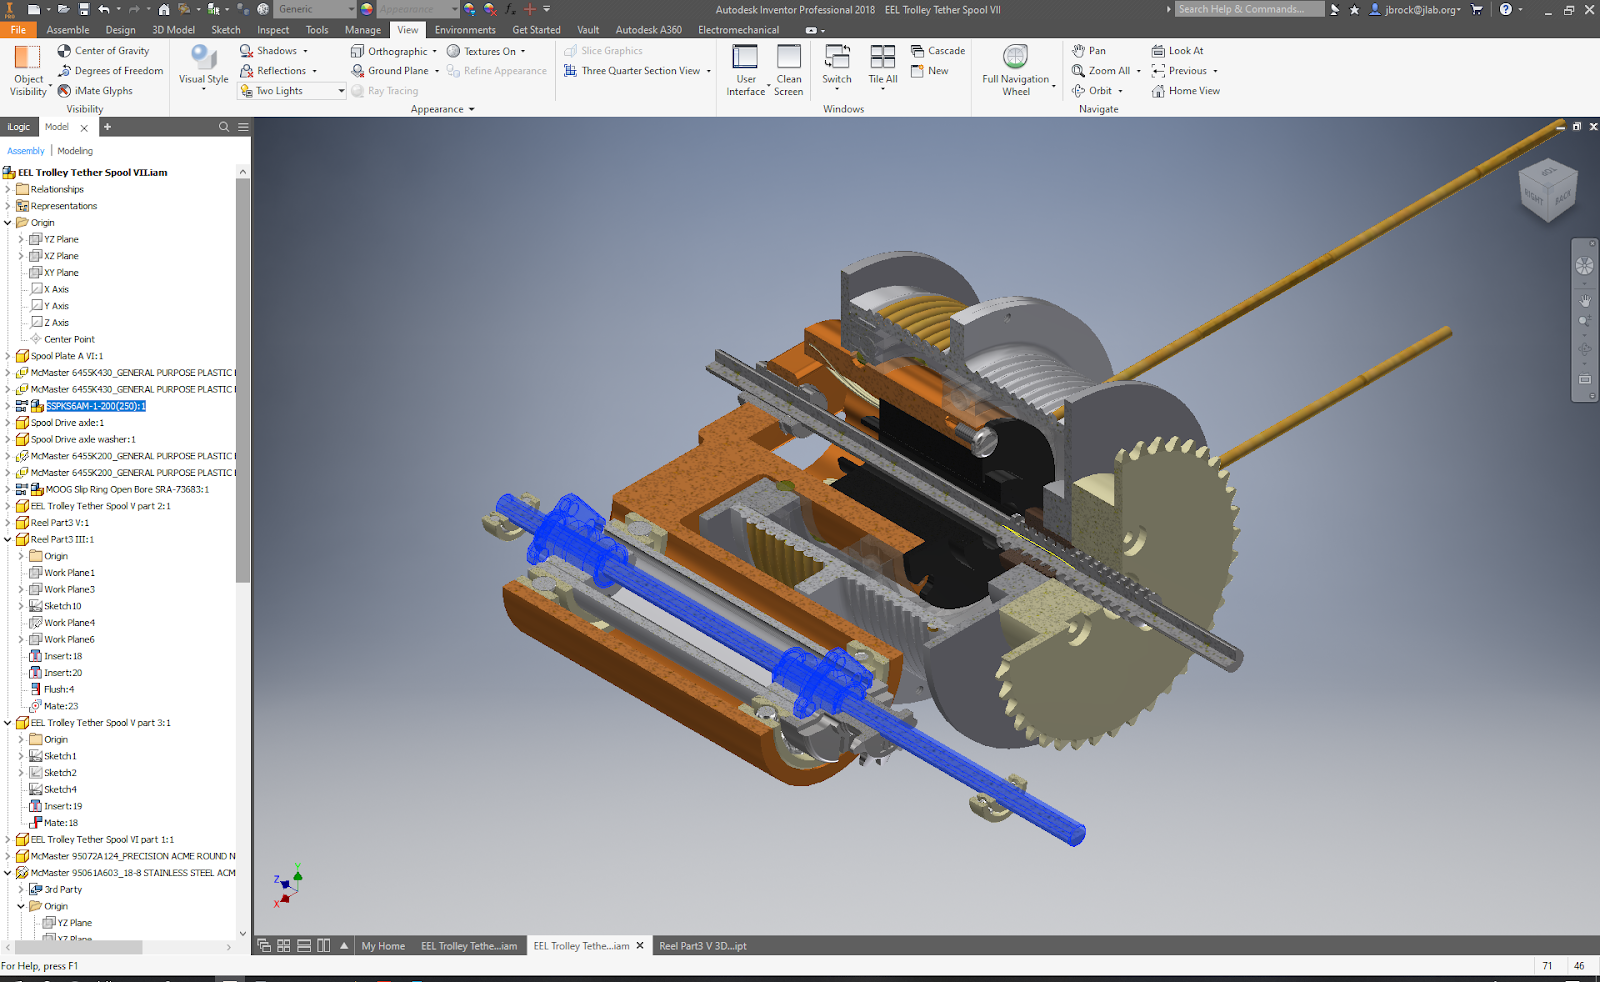 Generic
Appearance
Autodesk Inventor Professional 2018 EEL Trolley Tether Spool VII
Search Help & Commands...
jbrock@jlab.org
PRO
File Assemble Design 3D Model Sketch Inspect Tools Manage View Environments Get Started Vault Autodesk A360 Electromechanical
Object Visibility
Center of Gravity
Degrees of Freedom
iMate Glyphs
Visibility
Visual Style
Shadows
Reflections
Two Lights
Orthographic
Ground Plane
Ray Tracing
Textures On
Refine Appearance
Appearance
Slice Graphics
Three Quarter Section View
User Interface
Clean Screen
Switch
Tile All
Cascade
New
Windows
Full Navigation Wheel
Pan
Zoom All
Orbit
Look At
Previous
Home View
Navigate
iLogic Model
Assembly Modeling
EEL Trolley Tether Spool VII.iam
Relationships
Representations
Origin
YZ Plane
XZ Plane
XY Plane
X Axis
Y Axis
Z Axis
Center Point
Spool Plate A VI:1
McMaster 6455K430_GENERAL PURPOSE PLASTIC
McMaster 6455K430_GENERAL PURPOSE PLASTIC
SSPKS6AM-1-200(250):1
Spool Drive axle:1
Spool Drive axle washer:1
McMaster 6455K200_GENERAL PURPOSE PLASTIC
McMaster 6455K200_GENERAL PURPOSE PLASTIC
MOOG Slip Ring Open Bore SRA-73683:1
EEL Trolley Tether Spool V part 2:1
Reel Part3 V:1
Reel Part3 III:1
Origin
Work Plane1
Work Plane3
Sketch10
Work Plane4
Work Plane6
Insert:18
Insert:20
Flush:4
Mate:23
EEL Trolley Tether Spool V part 3:1
Origin
Sketch1
Sketch2
Sketch4
Insert:19
Mate:18
EEL Trolley Tether Spool VI part 1:1
McMaster 95072A124_PRECISION ACME ROUND N
McMaster 95061A603_18-8 STAINLESS STEEL ACM
3rd Party
Origin
YZ Plane
TOP
RIGHT
BACK
Y
Z
X
My Home
EEL Trolley Tethe...iam
EEL Trolley Tethe...iam
Reel Part3 V 3D...ipt
For Help, press F1
71 46